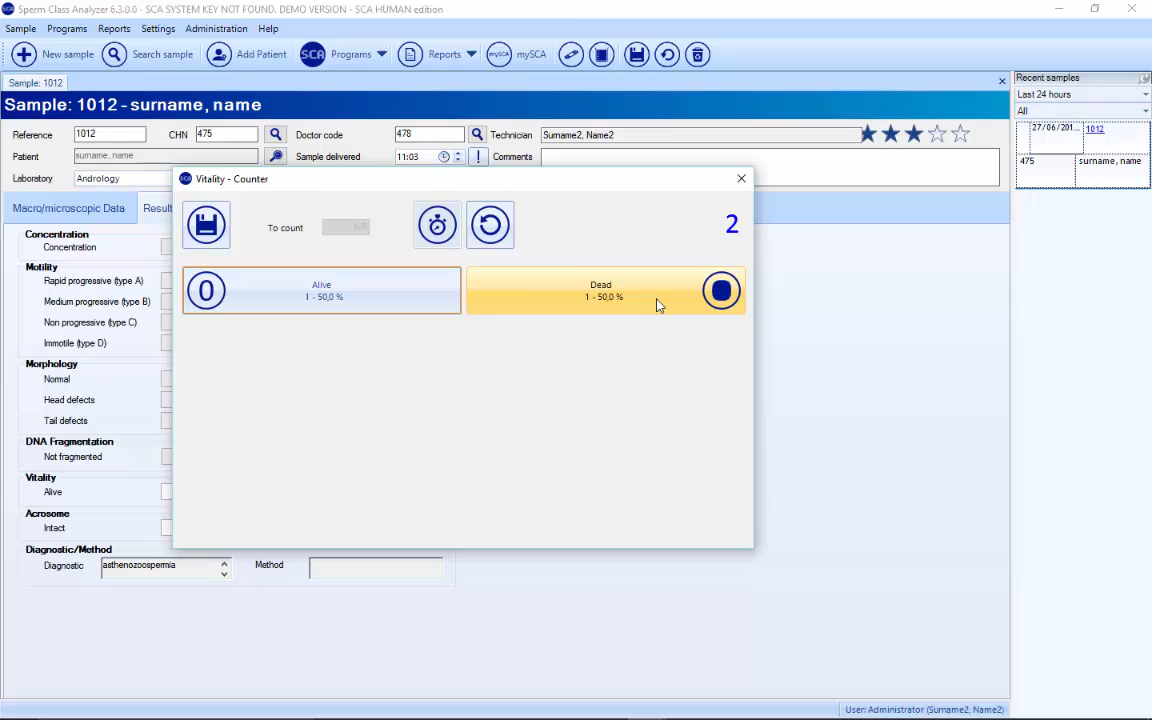 Sperm Class Analyzer 6.3.0.0 - SCA SYSTEM KEY NOT FOUND. DEMO VERSION - SCA HUMAN edition
Sample Programs Reports Settings Administration Help
New sample Search sample Add Patient SCA Programs Reports mySCA mySCA
Sample: 1012
Sample: 1012 - surname, name
Reference 1012 CHN 475 Doctor code 478 Technician Surname2, Name2
Patient surname, name Sample delivered 11:03 ! Comments
Laboratory Andrology
Macro/microscopic Data Result
Concentration
Concentration
Motility
Rapid progressive (type A)
Medium progressive (type B)
Non progressive (type C)
Immotile (type D)
Morphology
Normal
Head defects
Tail defects
DNA Fragmentation
Not fragmented
Vitality
Alive
Acrosome
Intact
Diagnostic/Method
Diagnostic asthenozoospermia Method
Vitality - Counter
To count 2
0 Alive
1 - 50,0 %
Dead
1 - 50,0 %
Recent samples
Last 24 hours
All
27/06/201... 1012
475 surname, name
User: Administrator (Surname2, Name2)